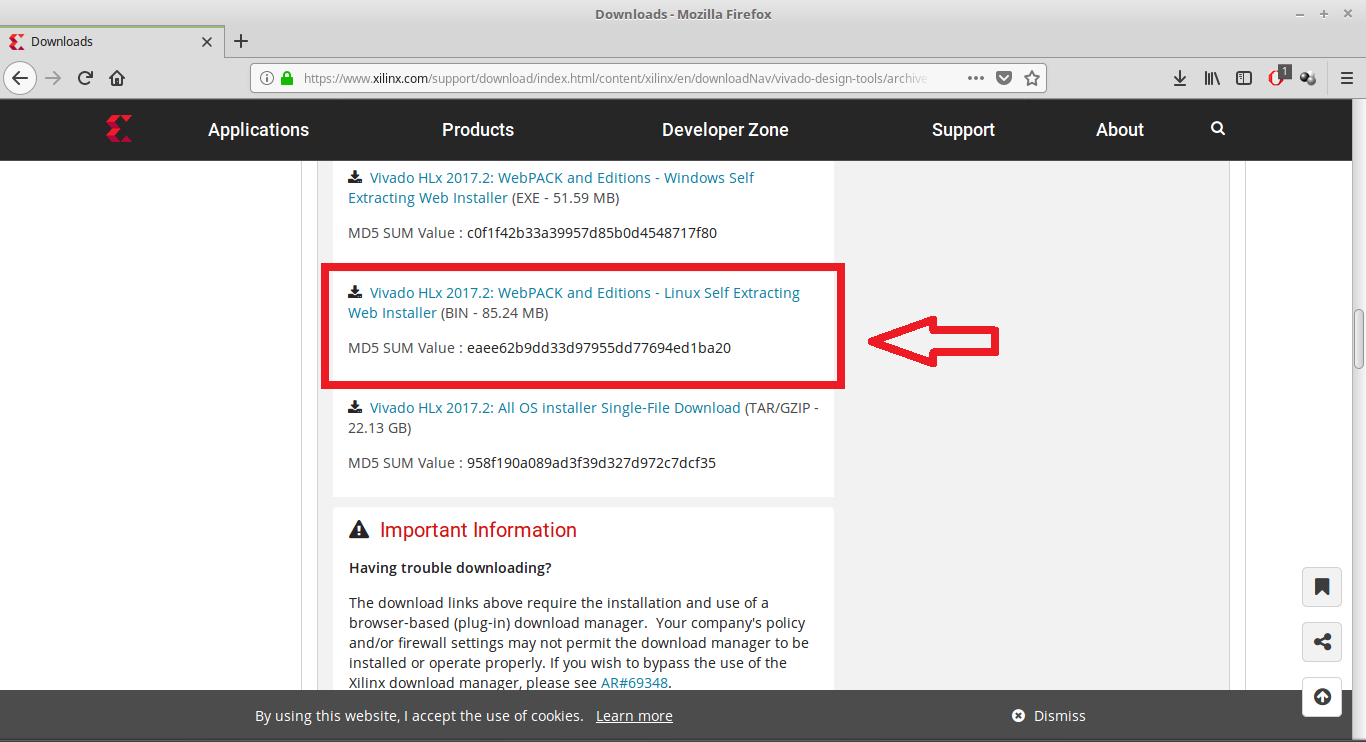 Downloads - Mozilla Firefox
Downloads
https://www.xilinx.com/support/download/index.html/content/xilinx/en/downloadNav/vivado-design-tools/archive
1
Applications
Products
Developer Zone
Support
About
Vivado HLx 2017.2: WebPACK and Editions - Windows Self
Extracting Web Installer (EXE - 51.59 MB)
MD5 SUM Value : c0f1f42b33a39957d85b0d4548717f80
Vivado HLx 2017.2: WebPACK and Editions - Linux Self Extracting
Web Installer (BIN - 85.24 MB)
MD5 SUM Value : eaee62b9dd33d97955dd77694ed1ba20
Vivado HLx 2017.2: All OS installer Single-File Download (TAR/GZIP -
22.13 GB)
MD5 SUM Value : 958f190a089ad3f39d327d972c7dcf35
Important Information
Having trouble downloading?
The download links above require the installation and use of a
browser-based (plug-in) download manager.  Your company's policy
and/or firewall settings may not permit the download manager to be
installed or operate properly. If you wish to bypass the use of the
Xilinx download manager, please see AR#69348.
By using this website, I accept the use of cookies. Learn more
Dismiss